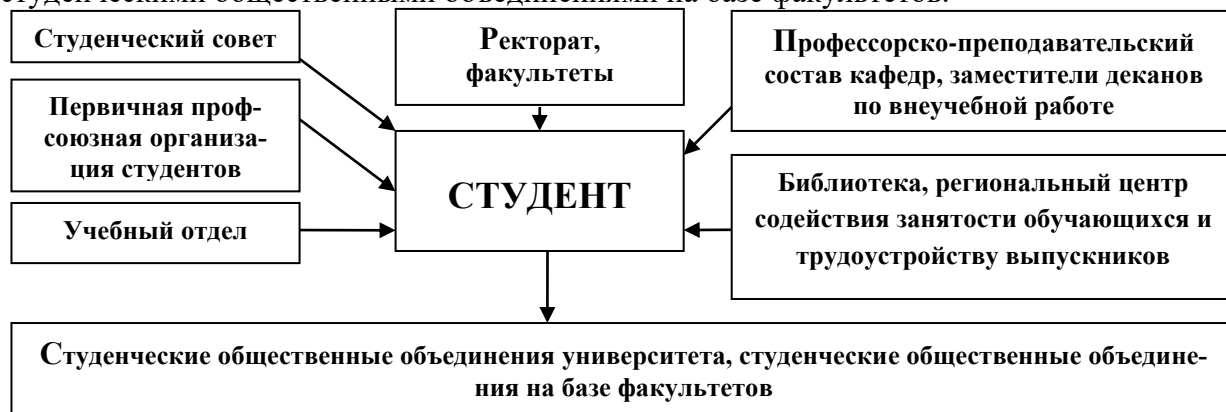 студенческими общественными объединениями на базе факультетов.
Студенческий совет
Ректорат,
факультеты
Профессорско-преподавательский
состав кафедр, заместители деканов
по внеучебной работе
Первичная проф-
союзная организа-
ция студентов
СТУДЕНТ
Библиотека, региональный центр
содействия занятости обучающихся и
трудоустройству выпускников
Учебный отдел
Студенческие общественные объединения университета, студенческие общественные объедине-
ния на базе факультетов